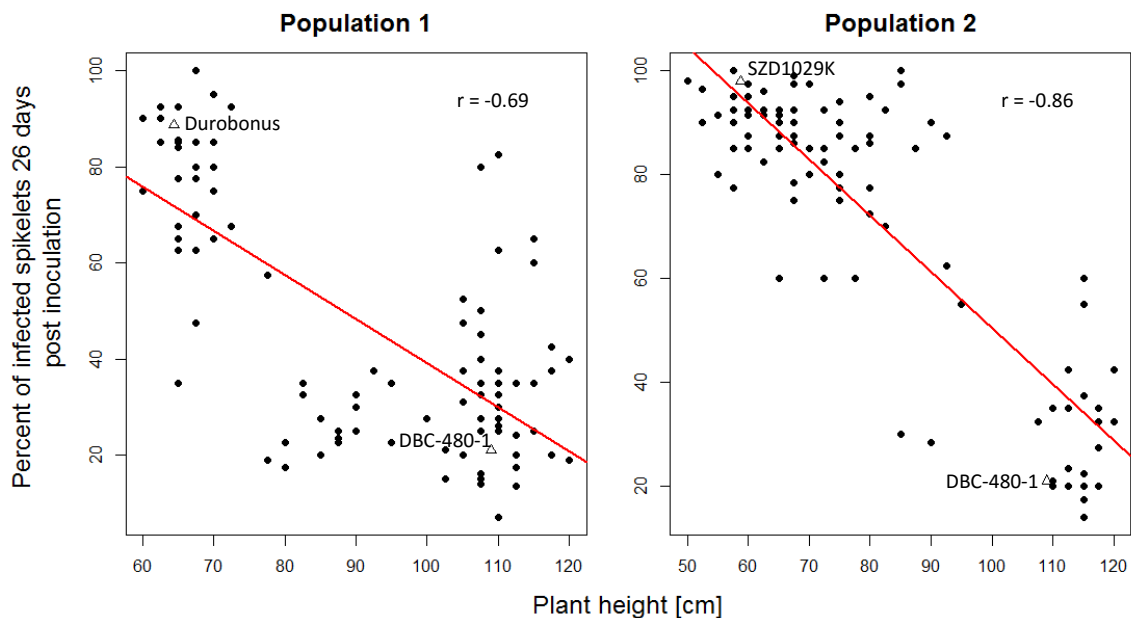 Population 1
Population 2
Percent of infected spikelets 26 days
post inoculation
100
80
60
40
20
r = -0.69
Durobonus
DBC-480-1
60 70 80 90 100 110 120
100
80
60
40
20
SZD1029K
r = -0.86
DBC-480-1
50 60 70 80 90 100 110 120
Plant height [cm]